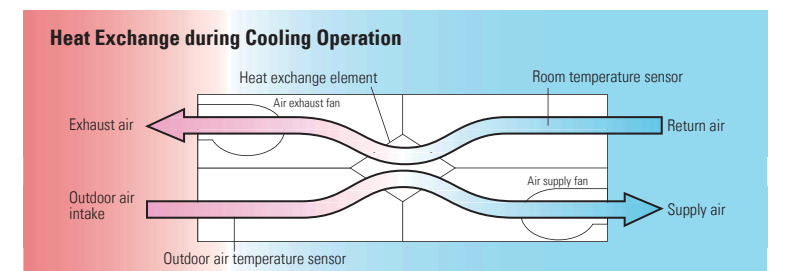 Heat Exchange during Cooling Operation
Heat exchange element
Room temperature sensor
Air exhaust fan
Exhaust air
Return air
Air supply fan
Outdoor air
intake
Supply air
Outdoor air temperature sensor